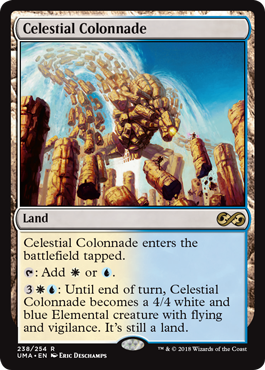 Celestial Colonnade
Land
Celestial Colonnade enters the
battlefield tapped.
: Add or .
3 : Until end of turn, Celestial
Colonnade becomes a 4/4 white and
blue Elemental creature with flying
and vigilance. It's still a land.
238/254 R
UMA • EN Eric Deschamps
™ & © 2018 Wizards of the Coast